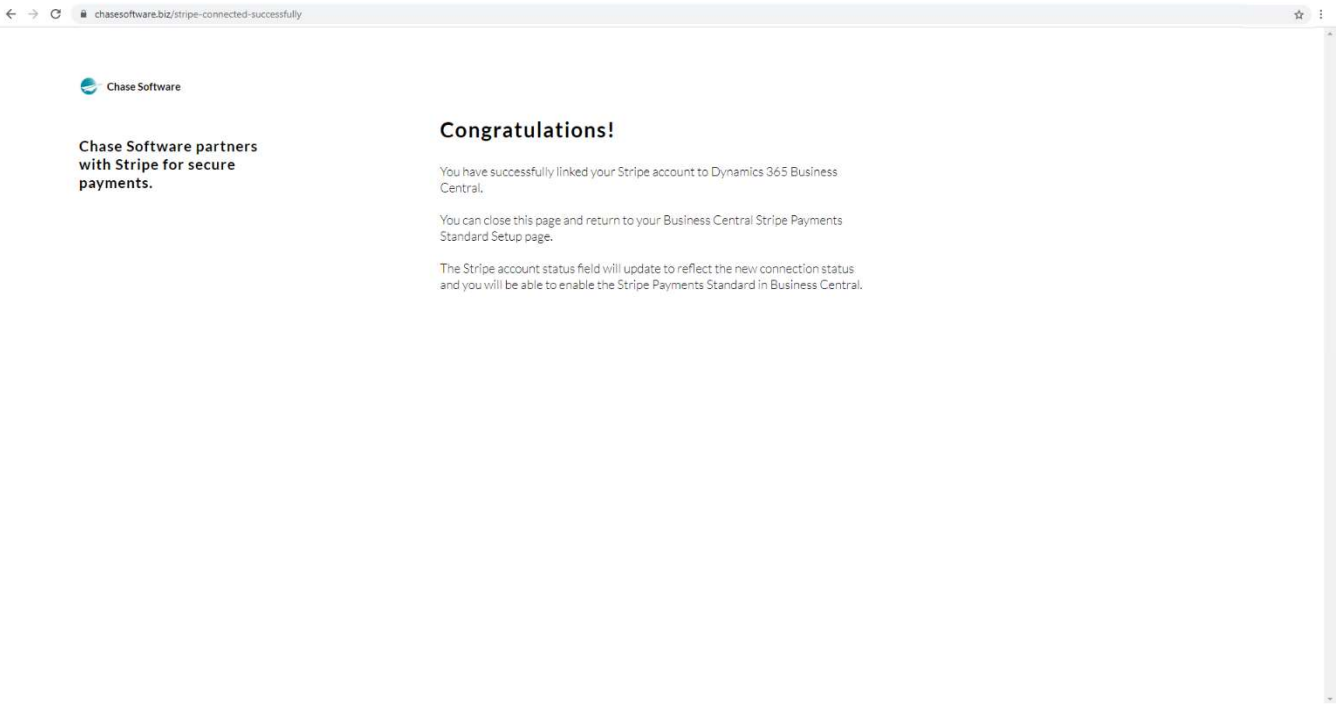 chasesoftware.biz/stripe-connected-successfully
Chase Software
Chase Software partners
with Stripe for secure
payments.
Congratulations!
You have successfully linked your Stripe account to Dynamics 365 Business
Central.
You can close this page and return to your Business Central Stripe Payments
Standard Setup page.
The Stripe account status field will update to reflect the new connection status
and you will be able to enable the Stripe Payments Standard in Business Central.